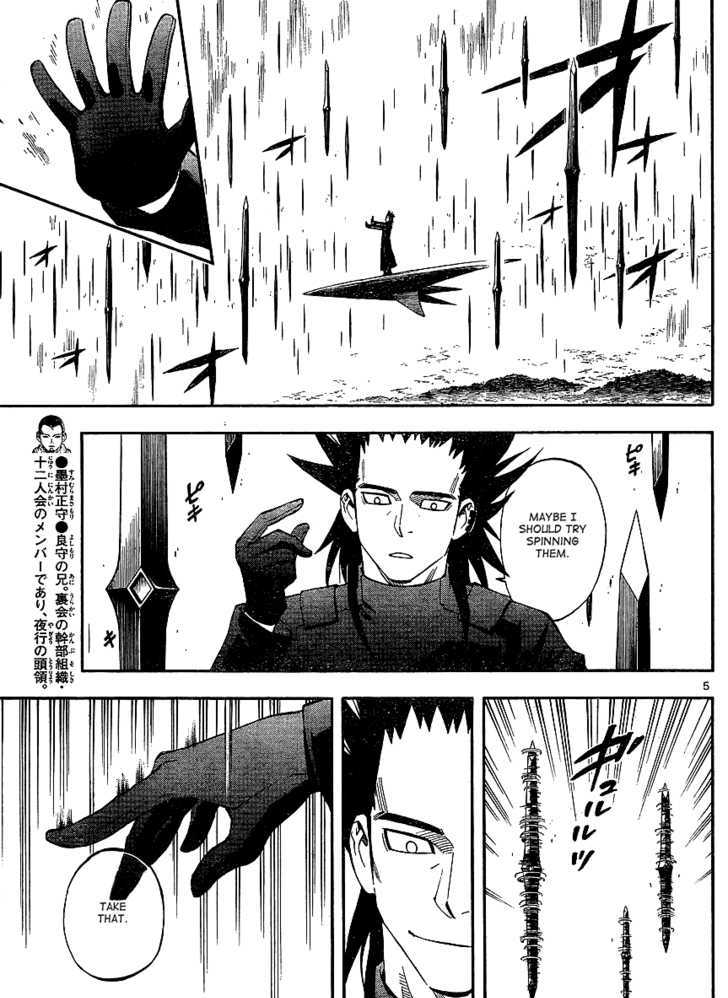 MAYBE I
SHOULD TRY
SPINNING
THEM.
ピキ
ピキ
●墨村正守●良守の兄。裏会の幹部組織・
十二人会のメンバーであり、夜行の頭領。
5
ギュルルルッ
TAKE
THAT.